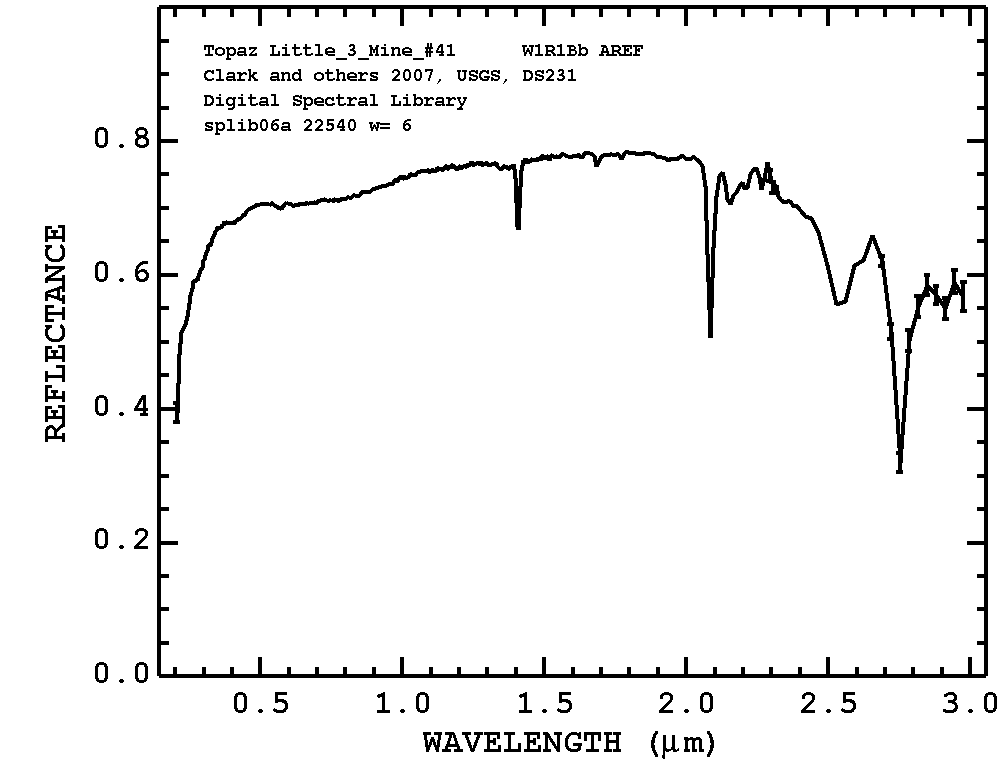 Topaz Little_3_Mine_#41 W1R1Bb AREF
Clark and others 2007, USGS, DS231
Digital Spectral Library
splib06a 22540 w= 6
REFLECTANCE
0.8
0.6
0.4
0.2
0.0
0.5 1.0 1.5 2.0 2.5 3.0
WAVELENGTH (μm)